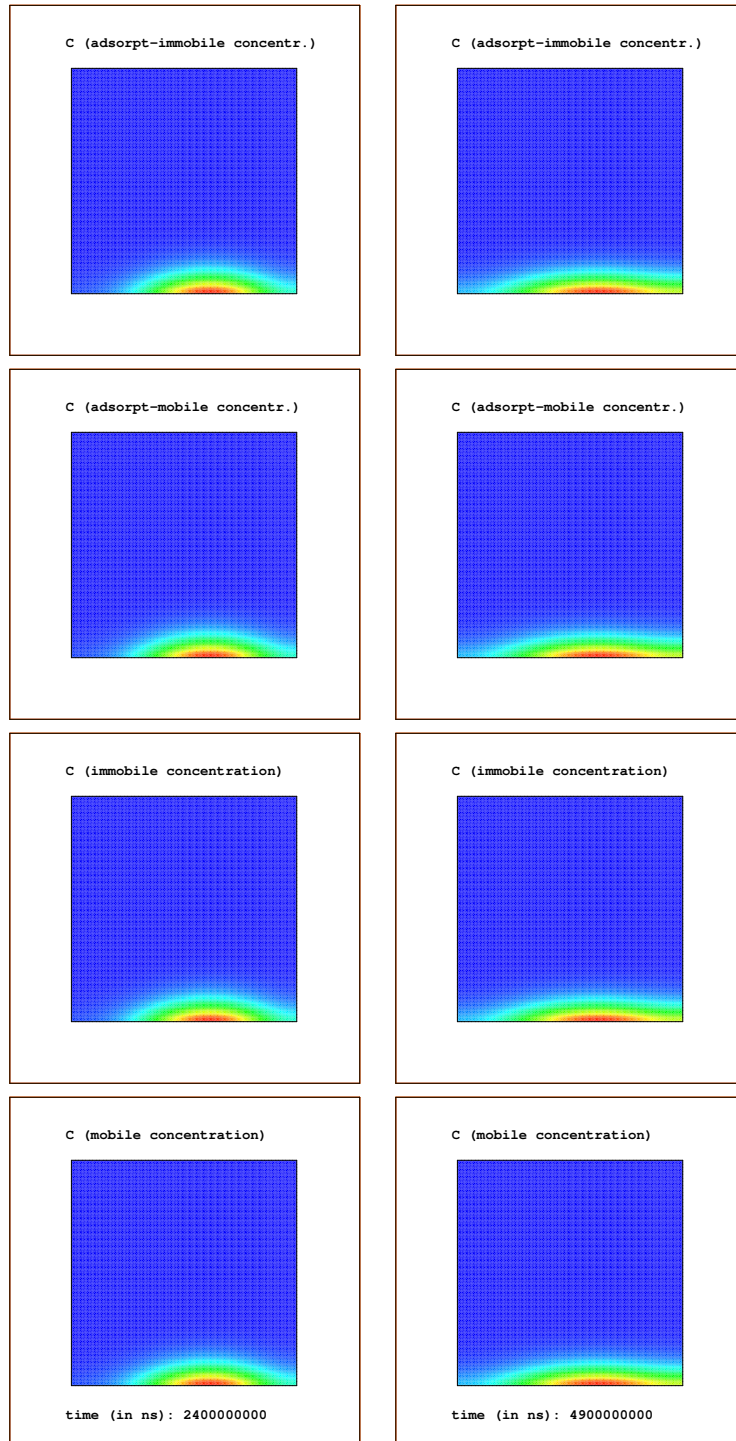 C (adsorpt-immobile concentr.)
C (adsorpt-immobile concentr.)
C (adsorpt-mobile concentr.)
C (adsorpt-mobile concentr.)
C (immobile concentration)
C (immobile concentration)
C (mobile concentration)
C (mobile concentration)
time (in ns): 2400000000
time (in ns): 4900000000